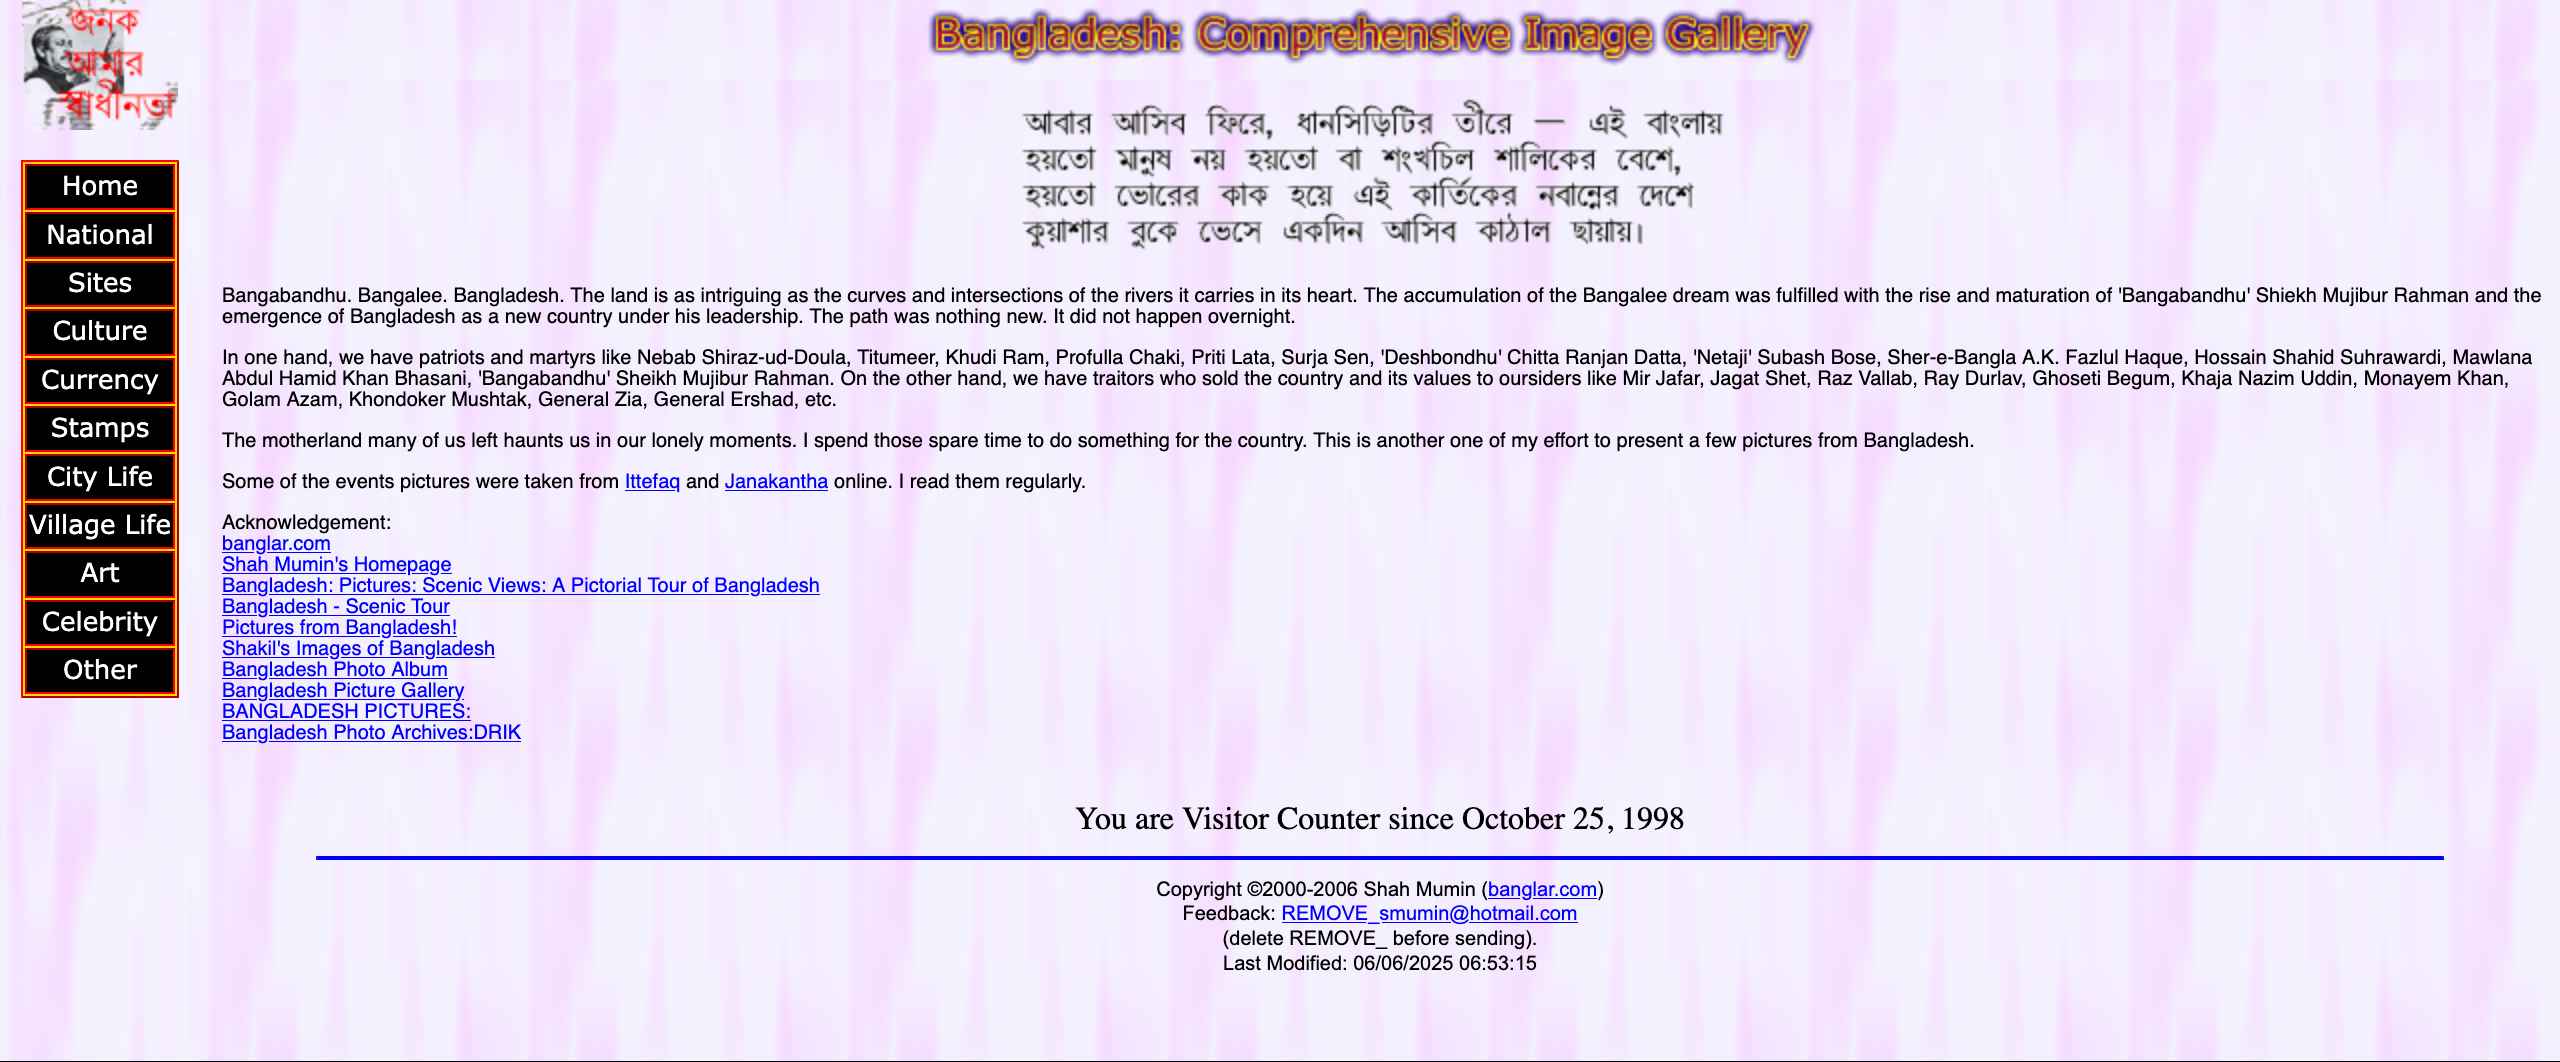 জনক
আমার
স্বাধীনতা
Home
National
Sites
Culture
Currency
Stamps
City Life
Village Life
Art
Celebrity
Other
Bangladesh: Comprehensive Image Gallery
আবার আসিব ফিরে, ধানসিড়িটির তীরে — এই বাংলায়
হয়তো মানুষ নয় হয়তো বা শংখচিল শালিকের বেশে,
হয়তো ভোরের কাক হয়ে এই কার্তিকের নবান্নের দেশে
কুয়াশার বুকে ভেসে একদিন আসিব কাঠাল ছায়ায়।
Bangabandhu. Bangalee. Bangladesh. The land is as intriguing as the curves and intersections of the rivers it carries in its heart. The accumulation of the Bangalee dream was fulfilled with the rise and maturation of 'Bangabandhu' Shiekh Mujibur Rahman and the
emergence of Bangladesh as a new country under his leadership. The path was nothing new. It did not happen overnight.
In one hand, we have patriots and martyrs like Nebab Shiraz-ud-Doula, Titumeer, Khudi Ram, Profulla Chaki, Priti Lata, Surja Sen, 'Deshbondhu' Chitta Ranjan Datta, 'Netaji' Subash Bose, Sher-e-Bangla A.K. Fazlul Haque, Hossain Shahid Suhrawardi, Mawlana
Abdul Hamid Khan Bhasani, 'Bangabandhu' Sheikh Mujibur Rahman. On the other hand, we have traitors who sold the country and its values to oursiders like Mir Jafar, Jagat Shet, Raz Vallab, Ray Durlav, Ghoseti Begum, Khaja Nazim Uddin, Monayem Khan,
Golam Azam, Khondoker Mushtak, General Zia, General Ershad, etc.
The motherland many of us left haunts us in our lonely moments. I spend those spare time to do something for the country. This is another one of my effort to present a few pictures from Bangladesh.
Some of the events pictures were taken from Ittefaq and Janakantha online. I read them regularly.
Acknowledgement:
banglar.com
Shah Mumin's Homepage
Bangladesh: Pictures: Scenic Views: A Pictorial Tour of Bangladesh
Bangladesh - Scenic Tour
Pictures from Bangladesh!
Shakil's Images of Bangladesh
Bangladesh Photo Album
Bangladesh Picture Gallery
BANGLADESH PICTURES:
Bangladesh Photo Archives:DRIK
You are Visitor Counter since October 25, 1998
Copyright ©2000-2006 Shah Mumin (banglar.com)
Feedback: REMOVE_smumin@hotmail.com
(delete REMOVE_ before sending).
Last Modified: 06/06/2025 06:53:15